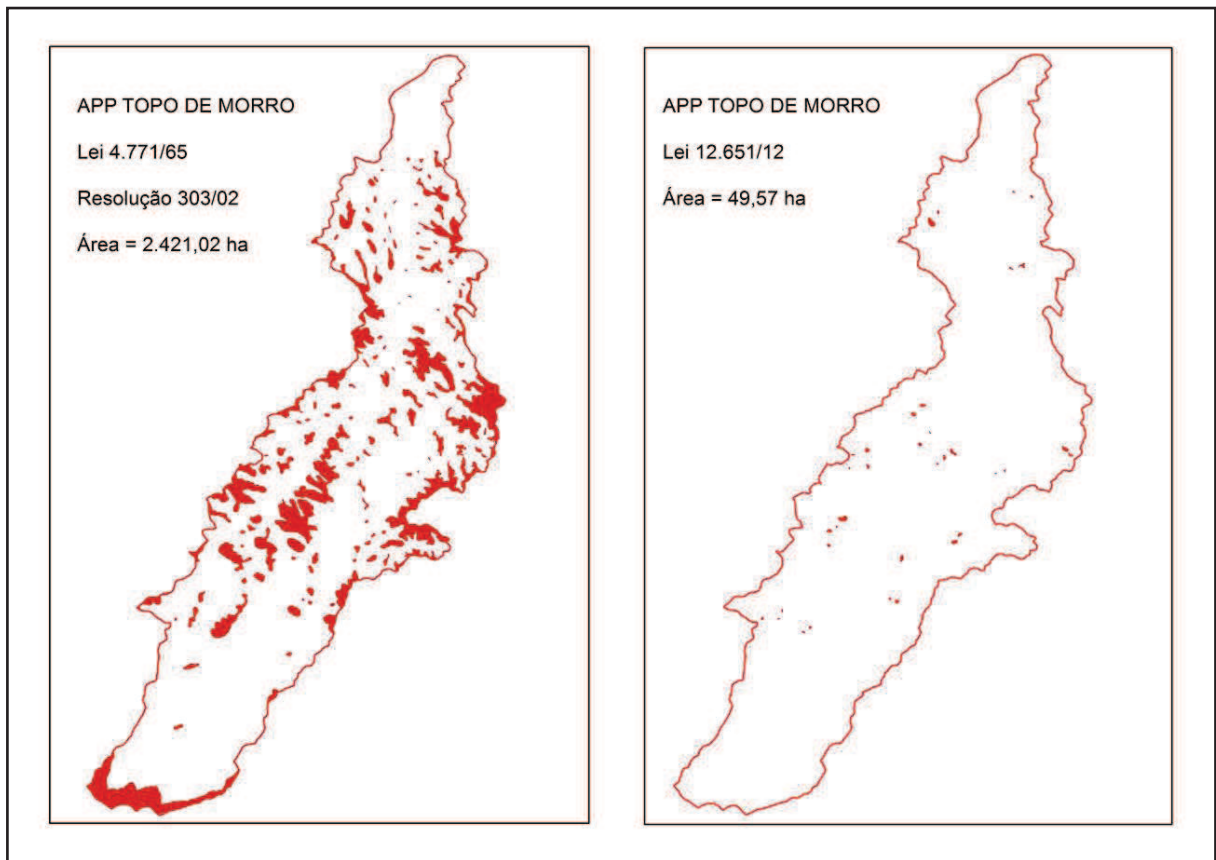 APP TOPO DE MORRO
Lei 4.771/65
Resolução 303/02
Área = 2.421,02 ha
APP TOPO DE MORRO
Lei 12.651/12
Área = 49,57 ha